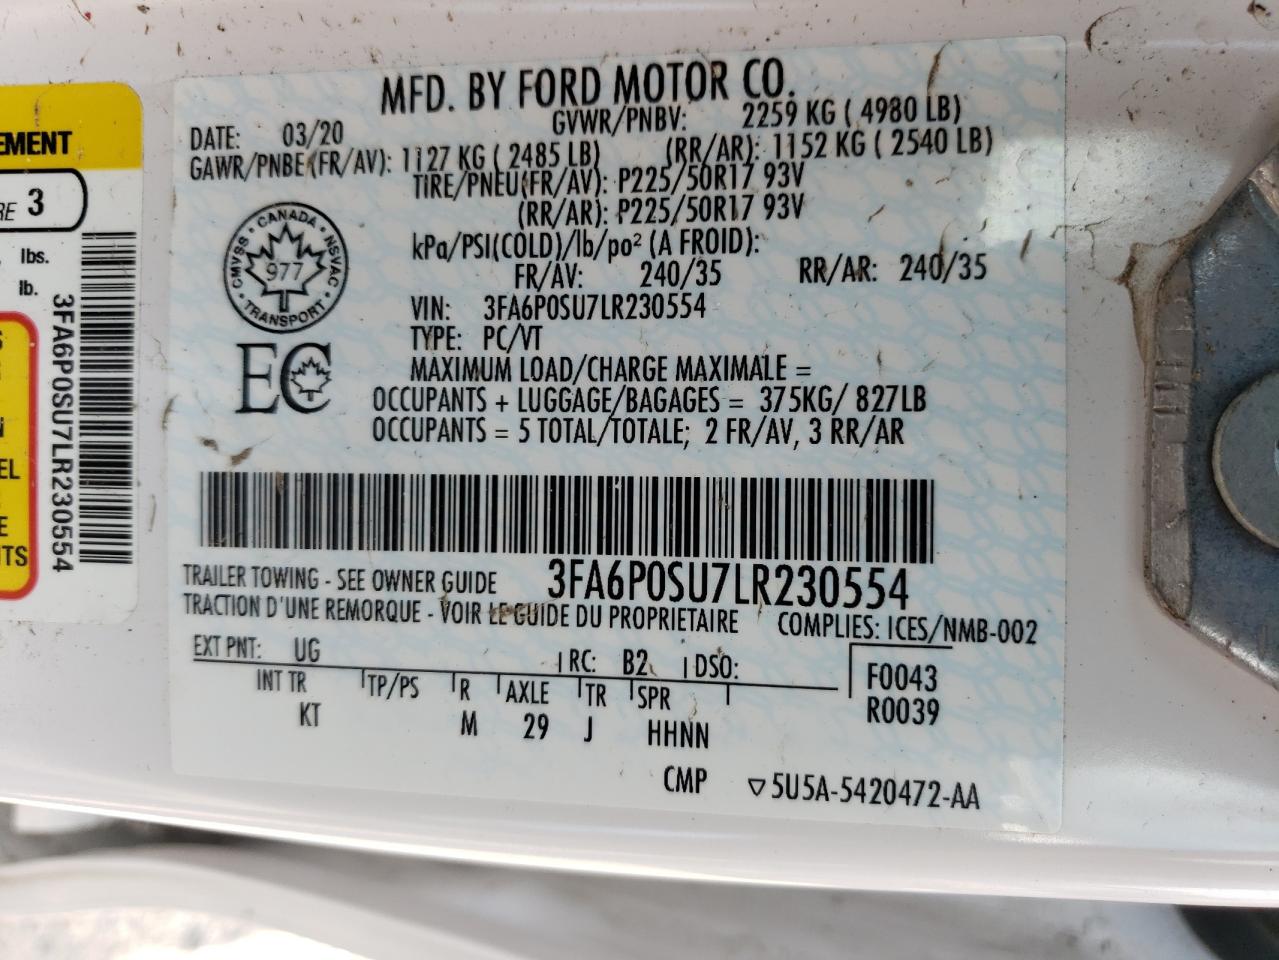 EMENT
RE 3
lbs.
lb.
3FA6P0SU7LR230554
N
EL
E
TS
MFD. BY FORD MOTOR CO.
DATE: 03/20 GVWR/PNBV: 2259 KG ( 4980 LB)
GAWR/PNBE(FR/AV): 1127 KG ( 2485 LB) (RR/AR): 1152 KG ( 2540 LB)
TIRE/PNEU(FR/AV): P225/50R17 93V
(RR/AR): P225/50R17 93V
kPa/PSI(COLD)/lb/po² (A FROID):
FR/AV: 240/35 RR/AR: 240/35
CANADA • NSVAC • TRANSPORT • CMVSS •
977
VIN: 3FA6P0SU7LR230554
TYPE: PC/VT
EC
MAXIMUM LOAD/CHARGE MAXIMALE =
OCCUPANTS + LUGGAGE/BAGAGES = 375KG/ 827LB
OCCUPANTS = 5 TOTAL/TOTALE; 2 FR/AV, 3 RR/AR
TRAILER TOWING - SEE OWNER GUIDE 3FA6P0SU7LR230554
TRACTION D'UNE REMORQUE - VOIR LE GUIDE DU PROPRIETAIRE COMPLIES: ICES/NMB-002
EXT PNT: UG RC: B2 DSO: F0043
INT TR TP/PS R AXLE TR SPR R0039
KT M 29 J HHNN
CMP ▽5U5A-5420472-AA